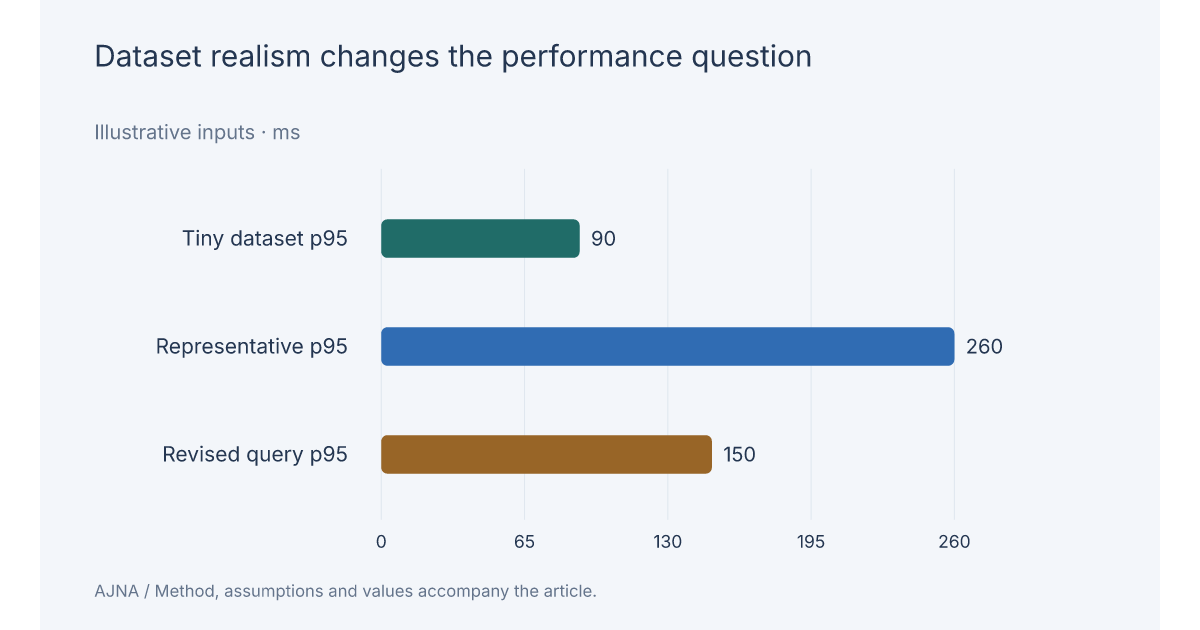 Dataset realism changes the performance question
Illustrative inputs · ms
Tiny dataset p95
90
Representative p95
260
Revised query p95
150
0 65 130 195 260
AJNA / Method, assumptions and values accompany the article.